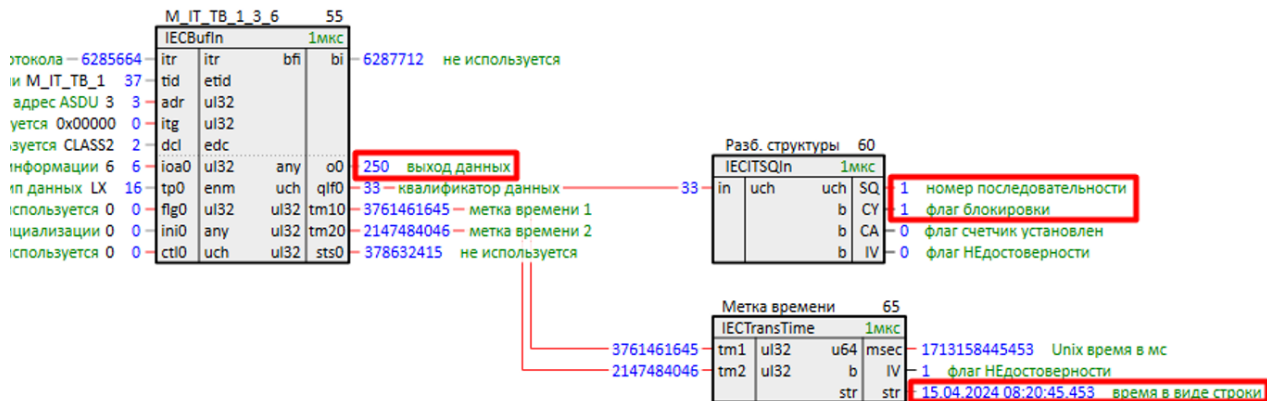 M_IT_TB_1_3_6 55
IECBufIn 1мкс
отокола 6285664 itr itr bfi bi 6287712 не используется
и M_IT_TB_1 37 tid etid
адрес ASDU 3 3 adr ul32
уется 0x00000 0 itg ul32
зуется CLASS2 2 dcl edc
информации 6 6 ioa0 ul32 any o0 250 выход данных
ип данных LX 16 tp0 enm uch qlf0 33 квалификатор данных
используется 0 0 flg0 ul32 ul32 tm10 3761461645 метка времени 1
циализации 0 0 ini0 any ul32 tm20 2147484046 метка времени 2
используется 0 0 ctl0 uch ul32 sts0 378632415 не используется
Разб. структуры 60
IECITSQIn 1мкс
33 in uch uch SQ 1 номер последовательности
b CY 1 флаг блокировки
b CA 0 флаг счетчик установлен
b IV 0 флаг НЕдостоверности
Метка времени 65
IECTransTime 1мкс
3761461645 tm1 ul32 u64 msec 1713158445453 Unix время в мс
2147484046 tm2 ul32 b IV 1 флаг НЕдостоверности
str str 15.04.2024 08:20:45.453 время в виде строки